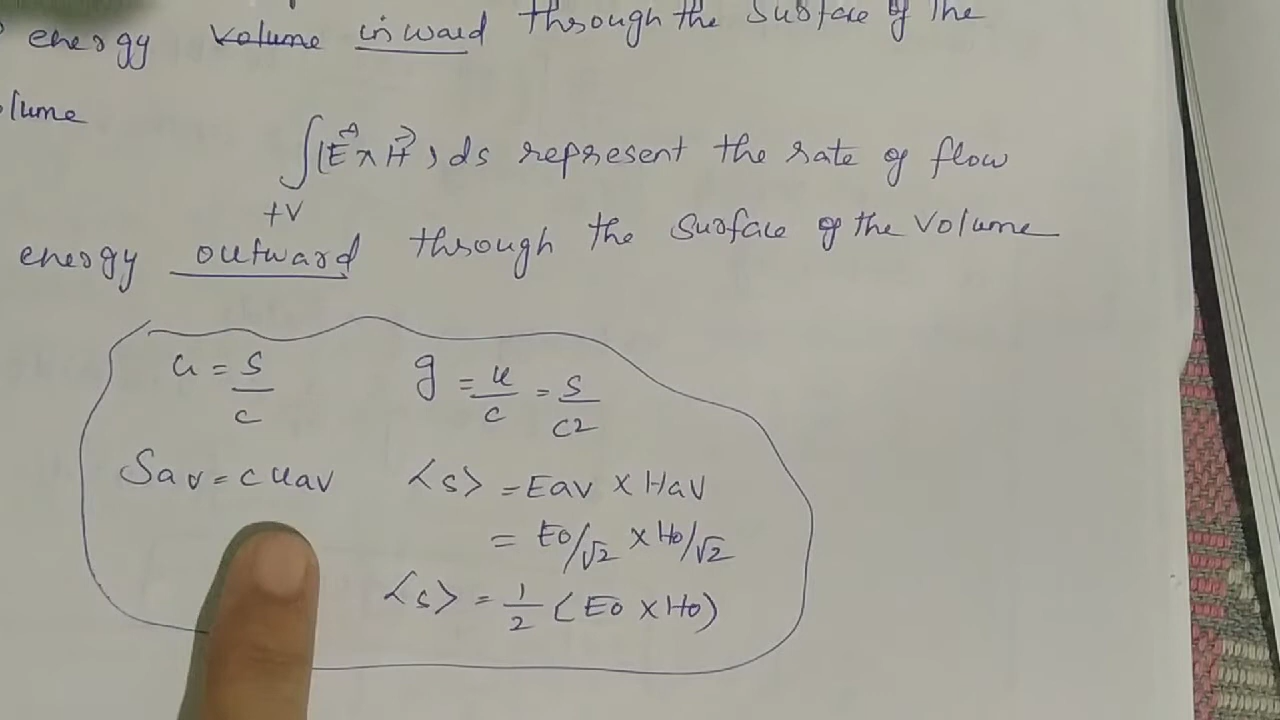 energy volume inward through the surface of the
lume
∫(E⃗ x H⃗) ds represent the rate of flow
+V
energy outward through the surface of the volume
u = S/c g = u/c = S/c2
Sav = c uav <s> = Eav x Hav
= E0/√2 x H0/√2
<s> = 1/2 (E0 x H0)